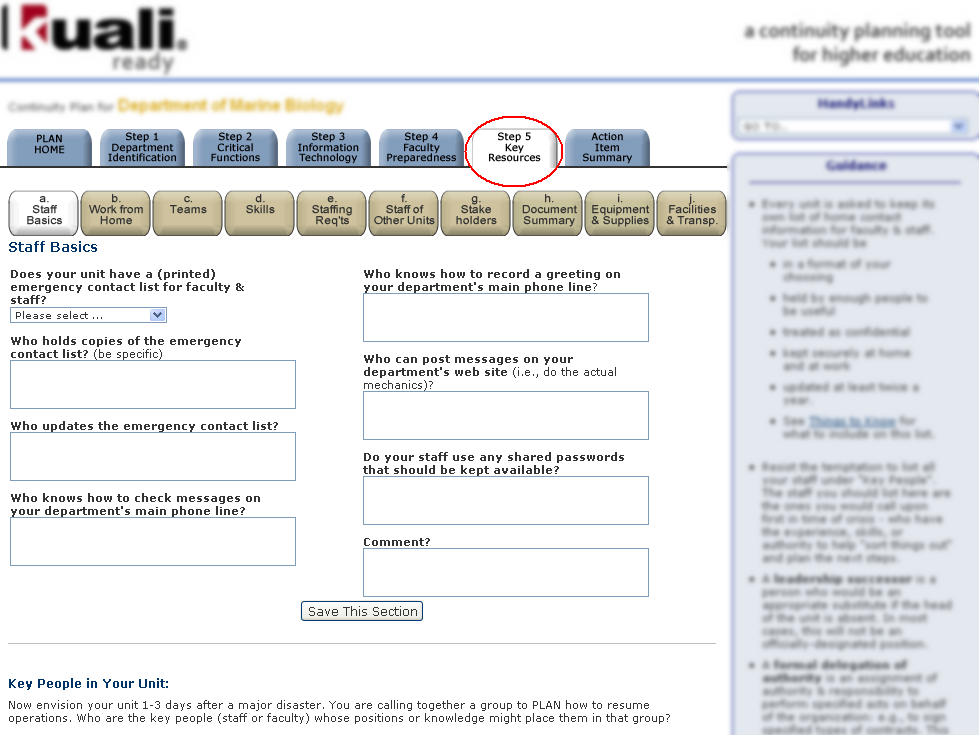 kuali.
ready
a continuity planning tool
for higher education
Continuity Plan for Department of Marine Biology
PLAN
HOME
Step 1
Department
Identification
Step 2
Critical
Functions
Step 3
Information
Technology
Step 4
Faculty
Preparedness
Step 5
Key
Resources
Action
Item
Summary
a.
Staff
Basics
b.
Work from
Home
c.
Teams
d.
Skills
e.
Staffing
Req'ts
f.
Staff of
Other Units
g.
Stake
holders
h.
Document
Summary
i.
Equipment
& Supplies
j.
Facilities
& Transp.
Staff Basics
Does your unit have a (printed)
emergency contact list for faculty &
staff?
Please select ...
Who holds copies of the emergency
contact list? (be specific)
Who updates the emergency contact list?
Who knows how to check messages on
your department's main phone line?
Who knows how to record a greeting on
your department's main phone line?
Who can post messages on your
department's web site (i.e., do the actual
mechanics)?
Do your staff use any shared passwords
that should be kept available?
Comment?
Save This Section
Key People in Your Unit:
Now envision your unit 1-3 days after a major disaster. You are calling together a group to PLAN how to resume
operations. Who are the key people (staff or faculty) whose positions or knowledge might place them in that group?
HandyLinks
GO TO...
Guidance
Every unit is asked to keep its
own list of home contact
information for faculty & staff.
Your list should be
in a format of your
choosing
held by enough people to
be useful
treated as confidential
kept securely at home
and at work
updated at least twice a
year.
See Things to Know for
what to include on this list.
Resist the temptation to list all
your staff under "Key People".
The staff you should list here are
the ones you would call upon
first in time of crisis - who have
the experience, skills, or
authority to help "sort things out"
and plan the next steps.
A leadership successor is a
person who would be an
appropriate substitute if the head
of the unit is absent. In most
cases, this will not be an
officially-designated position.
A formal delegation of
authority is an assignment of
authority & responsibility to
perform specified acts on behalf
of the organization: e.g., to sign
specified types of contracts. This